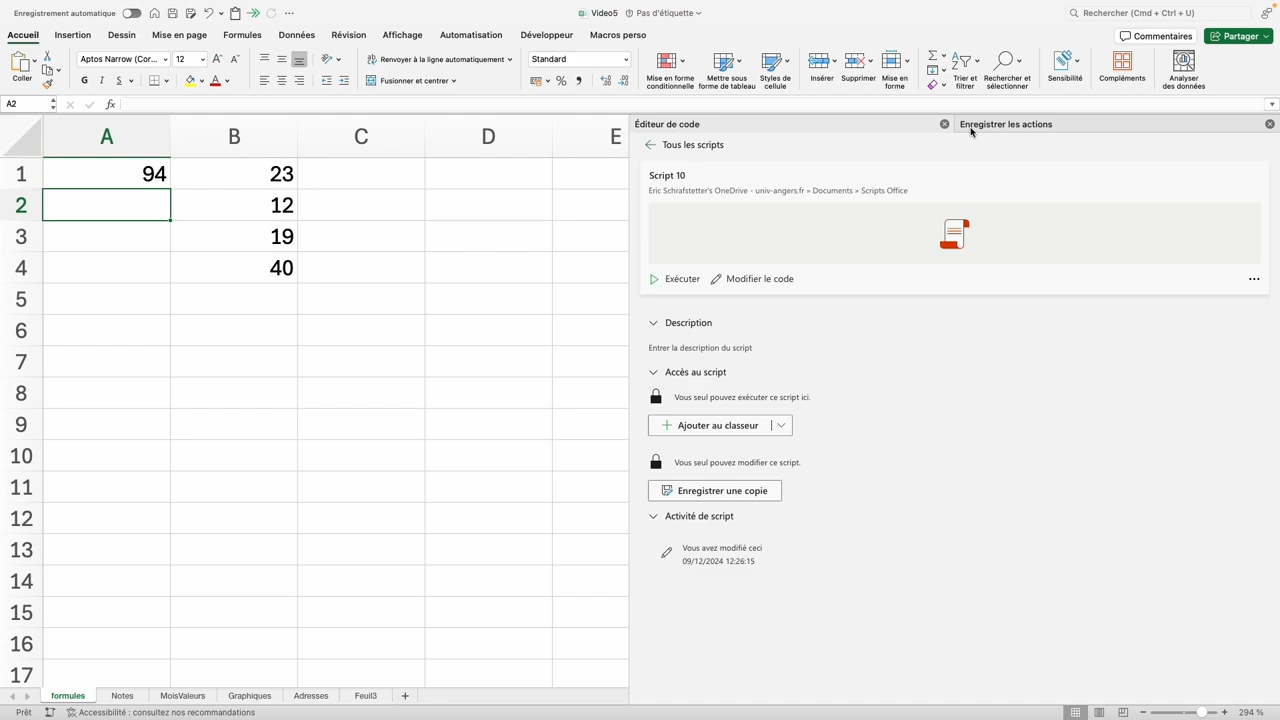 Enregistrement automatique
Video5
Pas d'étiquette
Rechercher (Cmd + Ctrl + U)
Accueil Insertion Dessin Mise en page Formules Données Révision Affichage Automatisation Développeur Macros perso
Commentaires
Partager
Coller
Aptos Narrow (Cor...
12
A A
G I S
A
Renvoyer à la ligne automatiquement
Fusionner et centrer
Standard
Mise en forme conditionnelle
Mettre sous forme de tableau
Styles de cellule
Insérer
Supprimer
Mise en forme
Trier et filtrer
Rechercher et sélectionner
Sensibilité
Compléments
Analyser des données
A2
fx
A B C D E
1 94 23
2 12
3 19
4 40
5
6
7
8
9
10
11
12
13
14
15
16
17
Éditeur de code
Enregistrer les actions
Tous les scripts
Script 10
Eric Schrafstetter's OneDrive - univ-angers.fr » Documents » Scripts Office
Exécuter
Modifier le code
Description
Entrer la description du script
Accès au script
Vous seul pouvez exécuter ce script ici.
Ajouter au classeur
Vous seul pouvez modifier ce script.
Enregistrer une copie
Activité de script
Vous avez modifié ceci
09/12/2024 12:26:15
formules Notes MoisValeurs Graphiques Adresses Feuil3
Prêt
Accessibilité : consultez nos recommandations
294 %